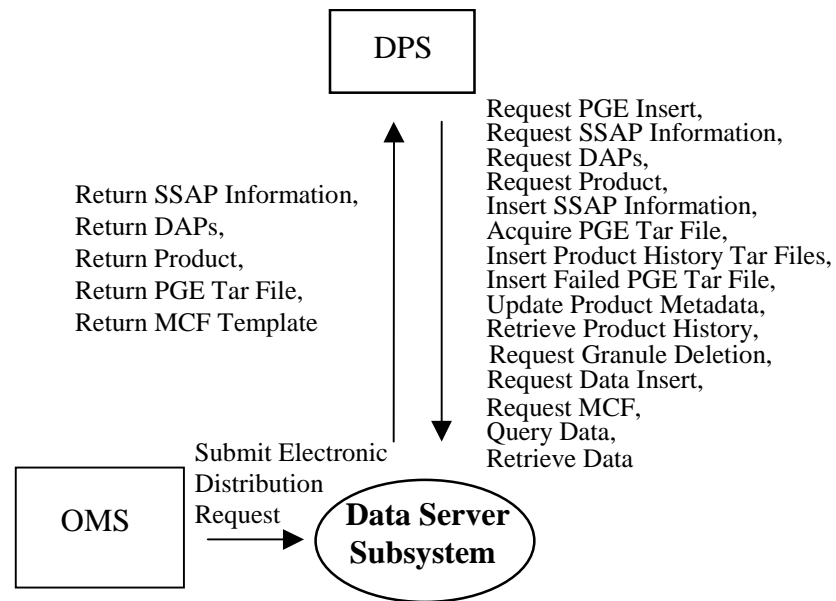 DPS
Request PGE Insert,
Request SSAP Information,
Request DAPs,
Request Product,
Insert SSAP Information,
Acquire PGE Tar File,
Insert Product History Tar Files,
Insert Failed PGE Tar File,
Update Product Metadata,
Retrieve Product History,
Request Granule Deletion,
Request Data Insert,
Request MCF,
Query Data,
Retrieve Data
Return SSAP Information,
Return DAPs,
Return Product,
Return PGE Tar File,
Return MCF Template
Submit Electronic
Distribution
Request
OMS
Data Server
Subsystem